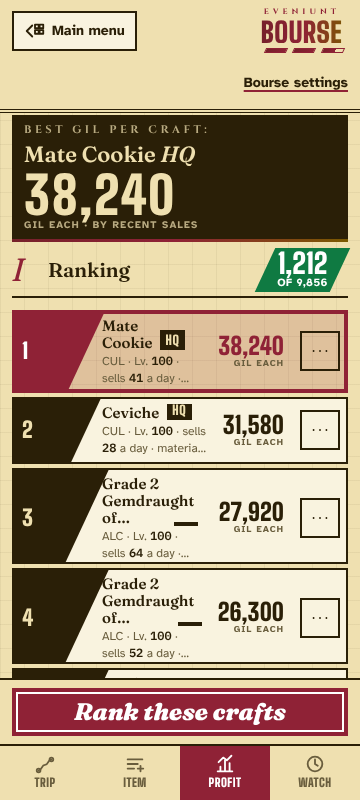 Main menu
EVENIUNT
BOURSE
Bourse settings
BEST GIL PER CRAFT:
Mate Cookie HQ
38,240
GIL EACH · BY RECENT SALES
I Ranking
1,212
OF 9,856
1
Mate
Cookie HQ
CUL · Lv. 100 ·
sells 41 a day ·...
38,240
GIL EACH
...
2
Ceviche HQ
CUL · Lv. 100 · sells
28 a day · materia...
31,580
GIL EACH
...
3
Grade 2
Gemdraught
of...
ALC · Lv. 100 ·
sells 64 a day ·...
27,920
GIL EACH
...
4
Grade 2
Gemdraught
of...
ALC · Lv. 100 ·
sells 52 a day ·...
26,300
GIL EACH
...
Rank these crafts
TRIP
ITEM
PROFIT
WATCH